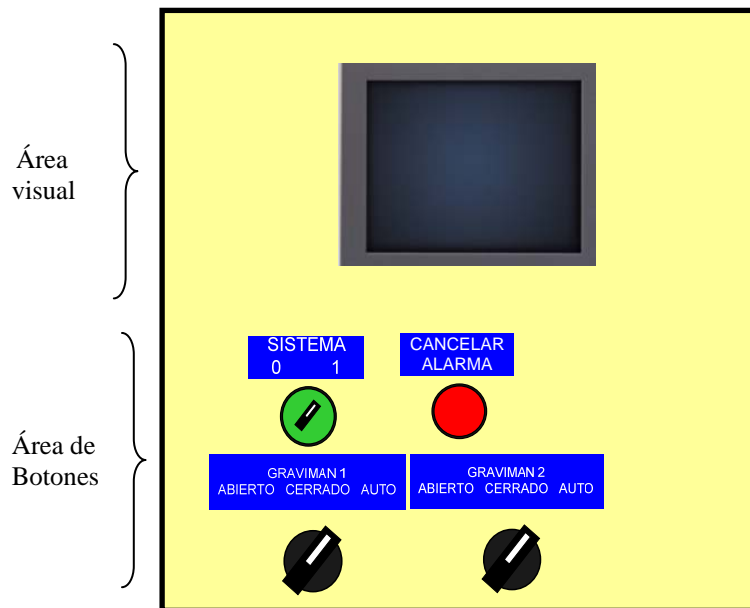 Área
visual
SISTEMA
0 1
CANCELAR
ALARMA
Área de
Botones
GRAVIMAN 1
ABIERTO CERRADO AUTO
GRAVIMAN 2
ABIERTO CERRADO AUTO